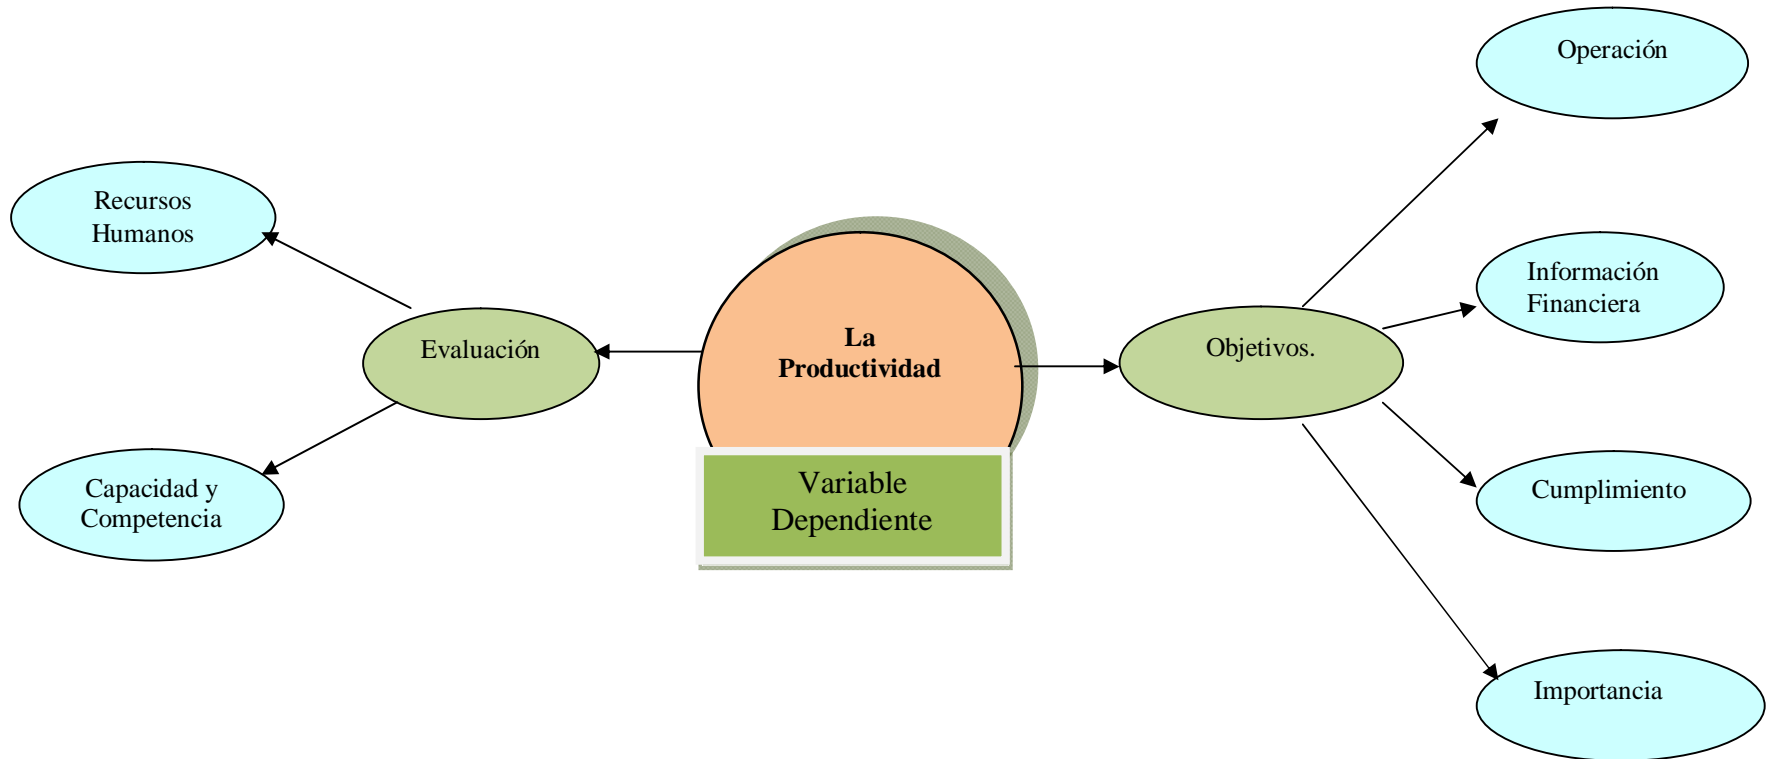 Operación
Recursos
Humanos
Información
Financiera
La
Productividad
Evaluación
Objetivos.
Variable
Dependiente
Capacidad y
Competencia
Cumplimiento
Importancia